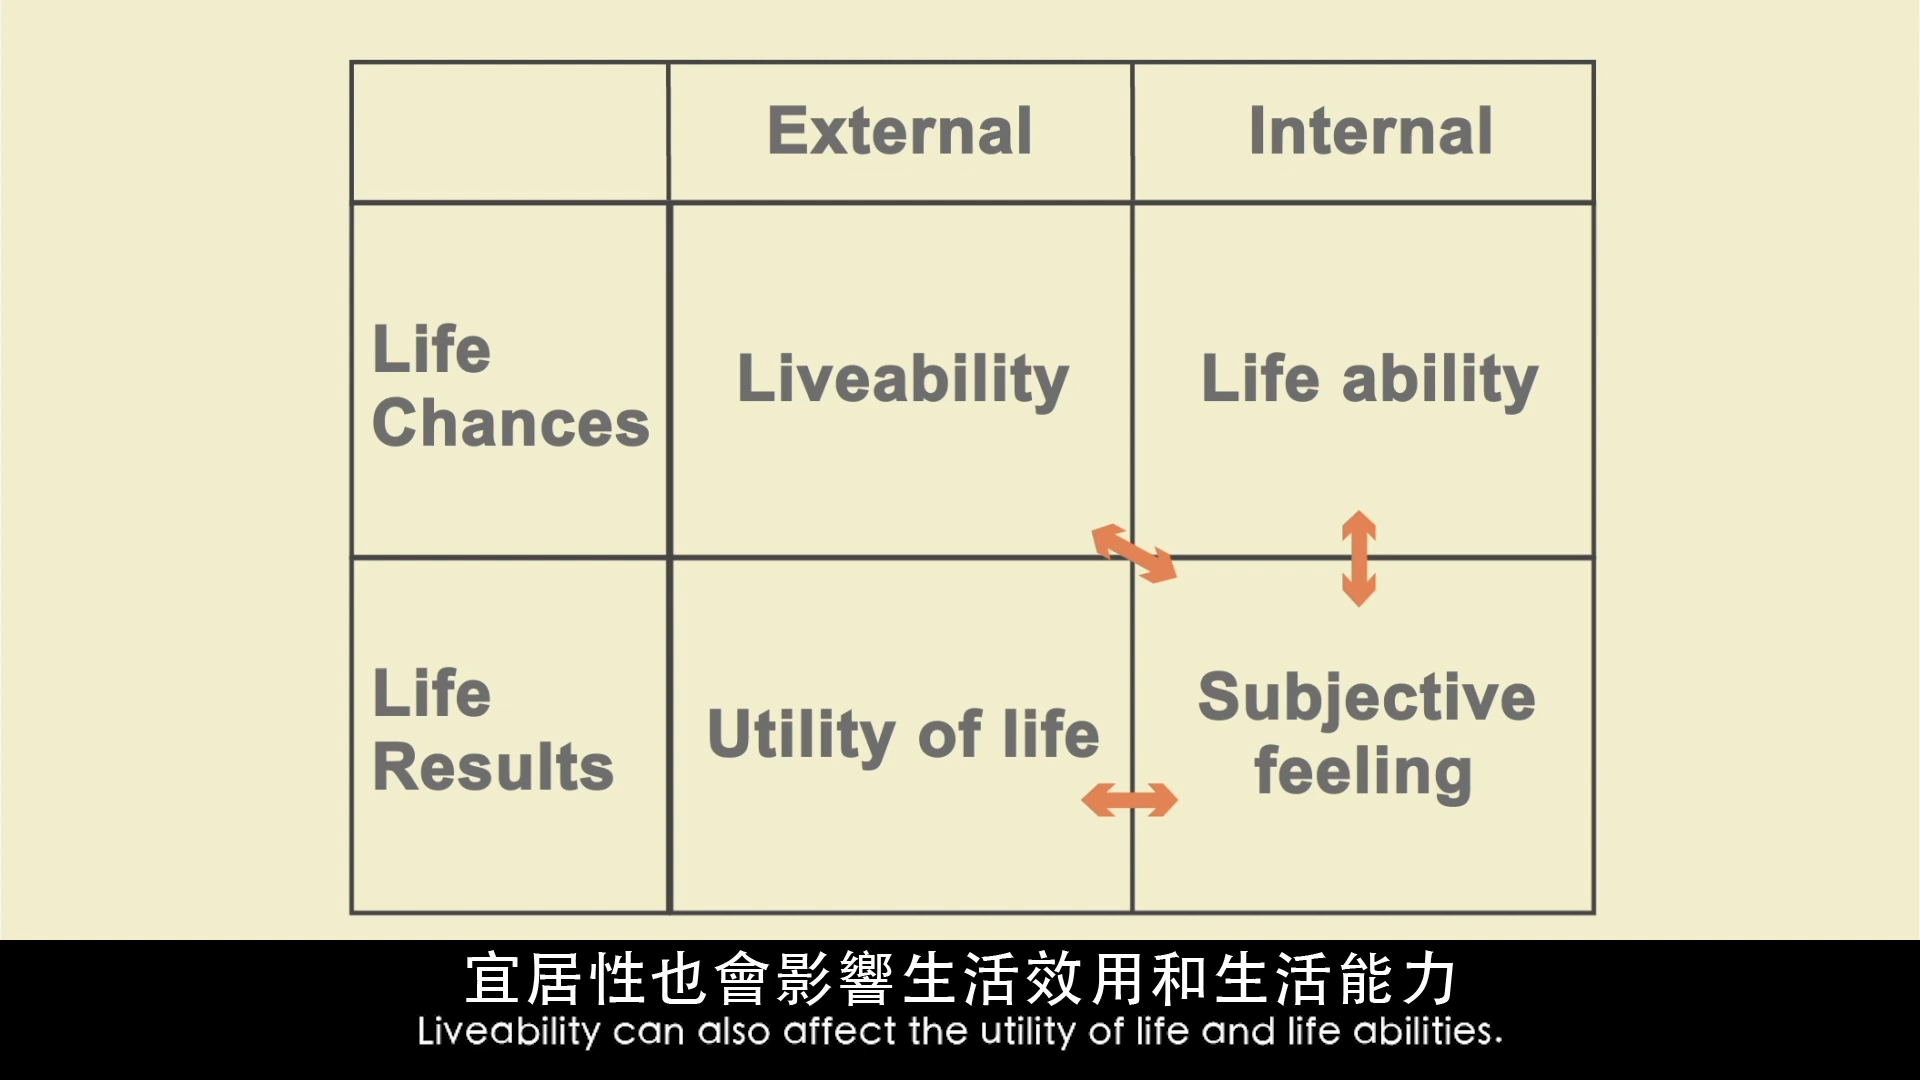 External
Internal
Life
Chances
Liveability
Life ability
Life
Results
Utility of life
Subjective
feeling
宜居性也會影響生活效用和生活能力
Liveability can also affect the utility of life and life abilities.